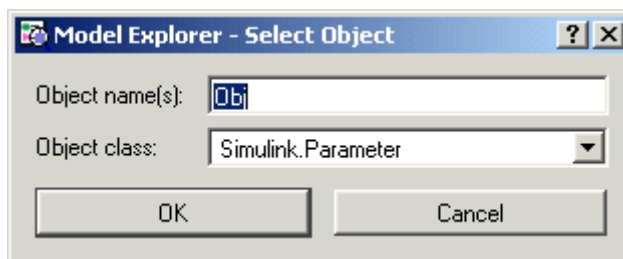 Model Explorer - Select Object
Object name(s): Obj
Object class: Simulink.Parameter
OK Cancel